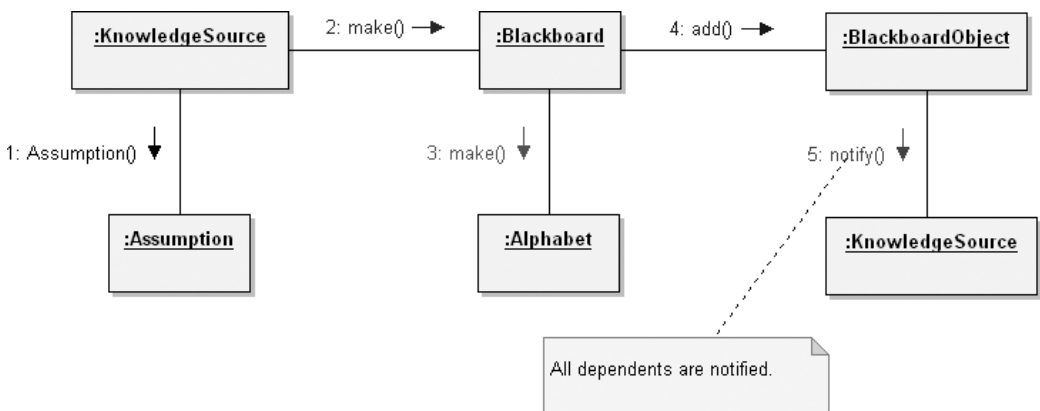 :KnowledgeSource
2: make()
:Blackboard
4: add()
:BlackboardObject
1: Assumption()
3: make()
5: notify()
:Assumption
:Alphabet
:KnowledgeSource
All dependents are notified.